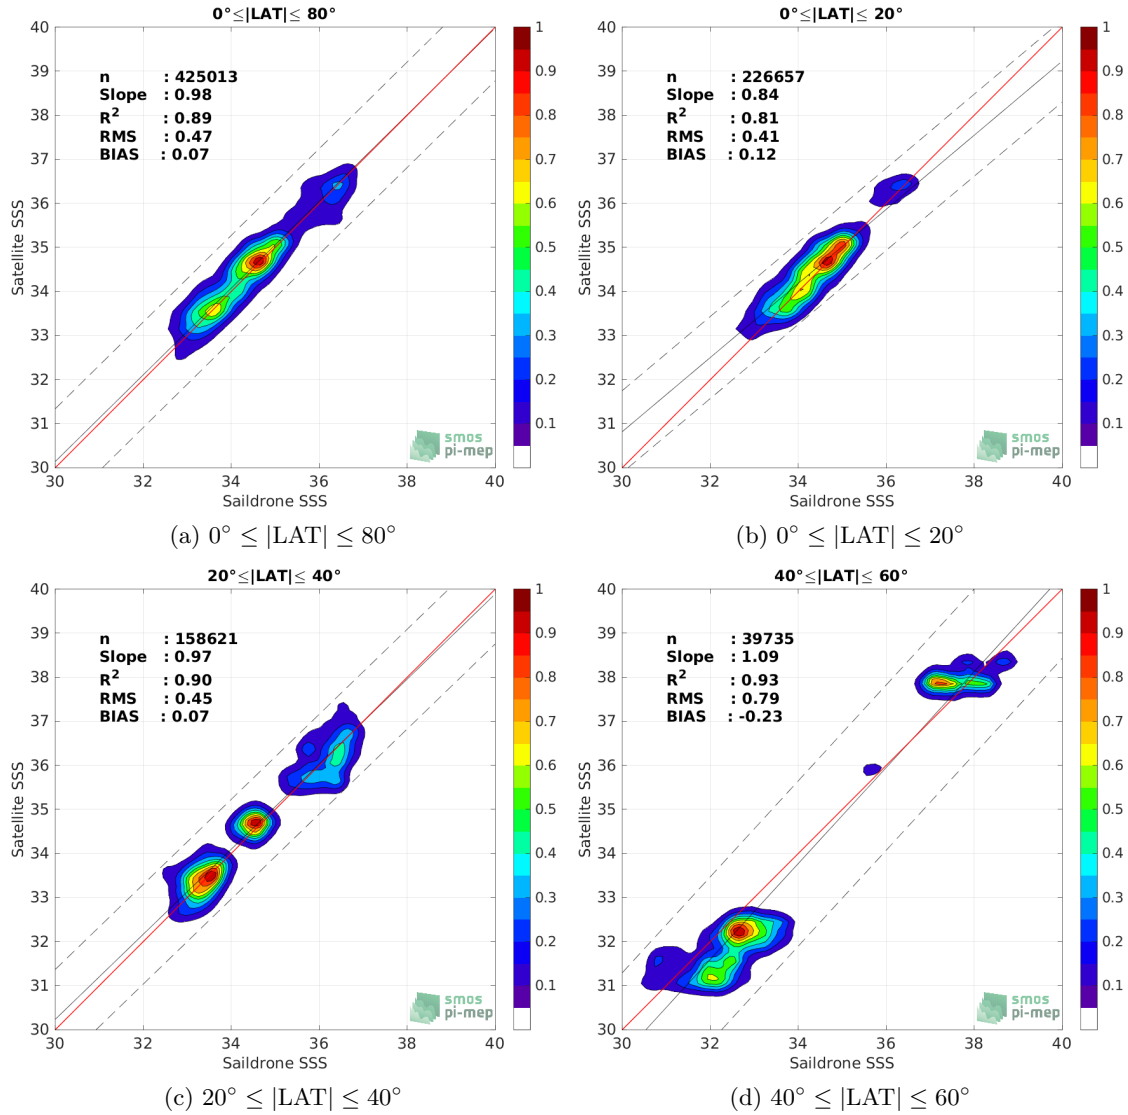 0°≤|LAT|≤ 80°
40
39
38
37
36
35
34
33
32
31
30
Satellite SSS
n : 425013
Slope : 0.98
R² : 0.89
RMS : 0.47
BIAS : 0.07
smos
pi-mep
30 32 34 36 38 40
Saildrone SSS
1
0.9
0.8
0.7
0.6
0.5
0.4
0.3
0.2
0.1
(a) 0° ≤ |LAT| ≤ 80°
0°≤|LAT|≤ 20°
40
39
38
37
36
35
34
33
32
31
30
Satellite SSS
n : 226657
Slope : 0.84
R² : 0.81
RMS : 0.41
BIAS : 0.12
smos
pi-mep
30 32 34 36 38 40
Saildrone SSS
1
0.9
0.8
0.7
0.6
0.5
0.4
0.3
0.2
0.1
(b) 0° ≤ |LAT| ≤ 20°
20°≤|LAT|≤ 40°
40
39
38
37
36
35
34
33
32
31
30
Satellite SSS
n : 158621
Slope : 0.97
R² : 0.90
RMS : 0.45
BIAS : 0.07
smos
pi-mep
30 32 34 36 38 40
Saildrone SSS
1
0.9
0.8
0.7
0.6
0.5
0.4
0.3
0.2
0.1
(c) 20° ≤ |LAT| ≤ 40°
40°≤|LAT|≤ 60°
40
39
38
37
36
35
34
33
32
31
30
Satellite SSS
n : 39735
Slope : 1.09
R² : 0.93
RMS : 0.79
BIAS : -0.23
smos
pi-mep
30 32 34 36 38 40
Saildrone SSS
1
0.9
0.8
0.7
0.6
0.5
0.4
0.3
0.2
0.1
(d) 40° ≤ |LAT| ≤ 60°